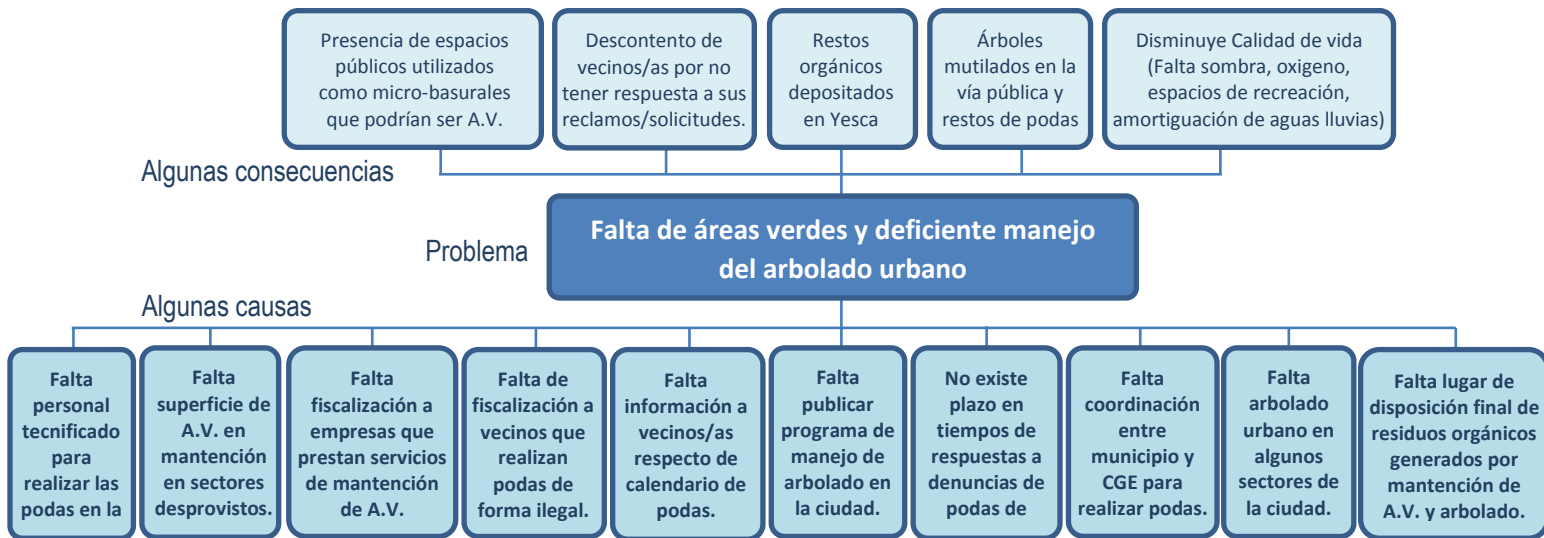 Presencia de espacios
públicos utilizados
como micro-basurales
que podrían ser A.V.
Descontento de
vecinos/as por no
tener respuesta a sus
reclamos/solicitudes.
Restos
orgánicos
depositados
en Yesca
Árboles
mutilados en la
vía pública y
restos de podas
Disminuye Calidad de vida
(Falta sombra, oxigeno,
espacios de recreación,
amortiguación de aguas lluvias)
Algunas consecuencias
Problema
Falta de áreas verdes y deficiente manejo
del arbolado urbano
Algunas causas
Falta
personal
tecnificado
para
realizar las
podas en la
Falta
superficie de
A.V. en
mantención
en sectores
desprovistos.
Falta
fiscalización a
empresas que
prestan servicios
de mantención
de A.V.
Falta de
fiscalización a
vecinos que
realizan
podas de
forma ilegal.
Falta
información a
vecinos/as
respecto de
calendario de
podas.
Falta
publicar
programa de
manejo de
arbolado en
la ciudad.
No existe
plazo en
tiempos de
respuestas a
denuncias de
podas de
Falta
coordinación
entre
municipio y
CGE para
realizar podas.
Falta
arbolado
urbano en
algunos
sectores de
la ciudad.
Falta lugar de
disposición final de
residuos orgánicos
generados por
mantención de
A.V. y arbolado.